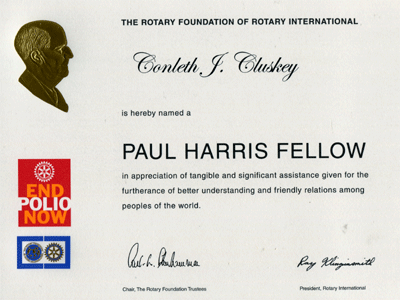 THE ROTARY FOUNDATION OF ROTARY INTERNATIONAL
Conleth J. Cluskey
is hereby named a
PAUL HARRIS FELLOW
in appreciation of tangible and significant assistance given for the
furtherance of better understanding and friendly relations among
peoples of the world.
END
POLIO
NOW
Ray Klinginsmith
Chair, The Rotary Foundation Trustees
President, Rotary International